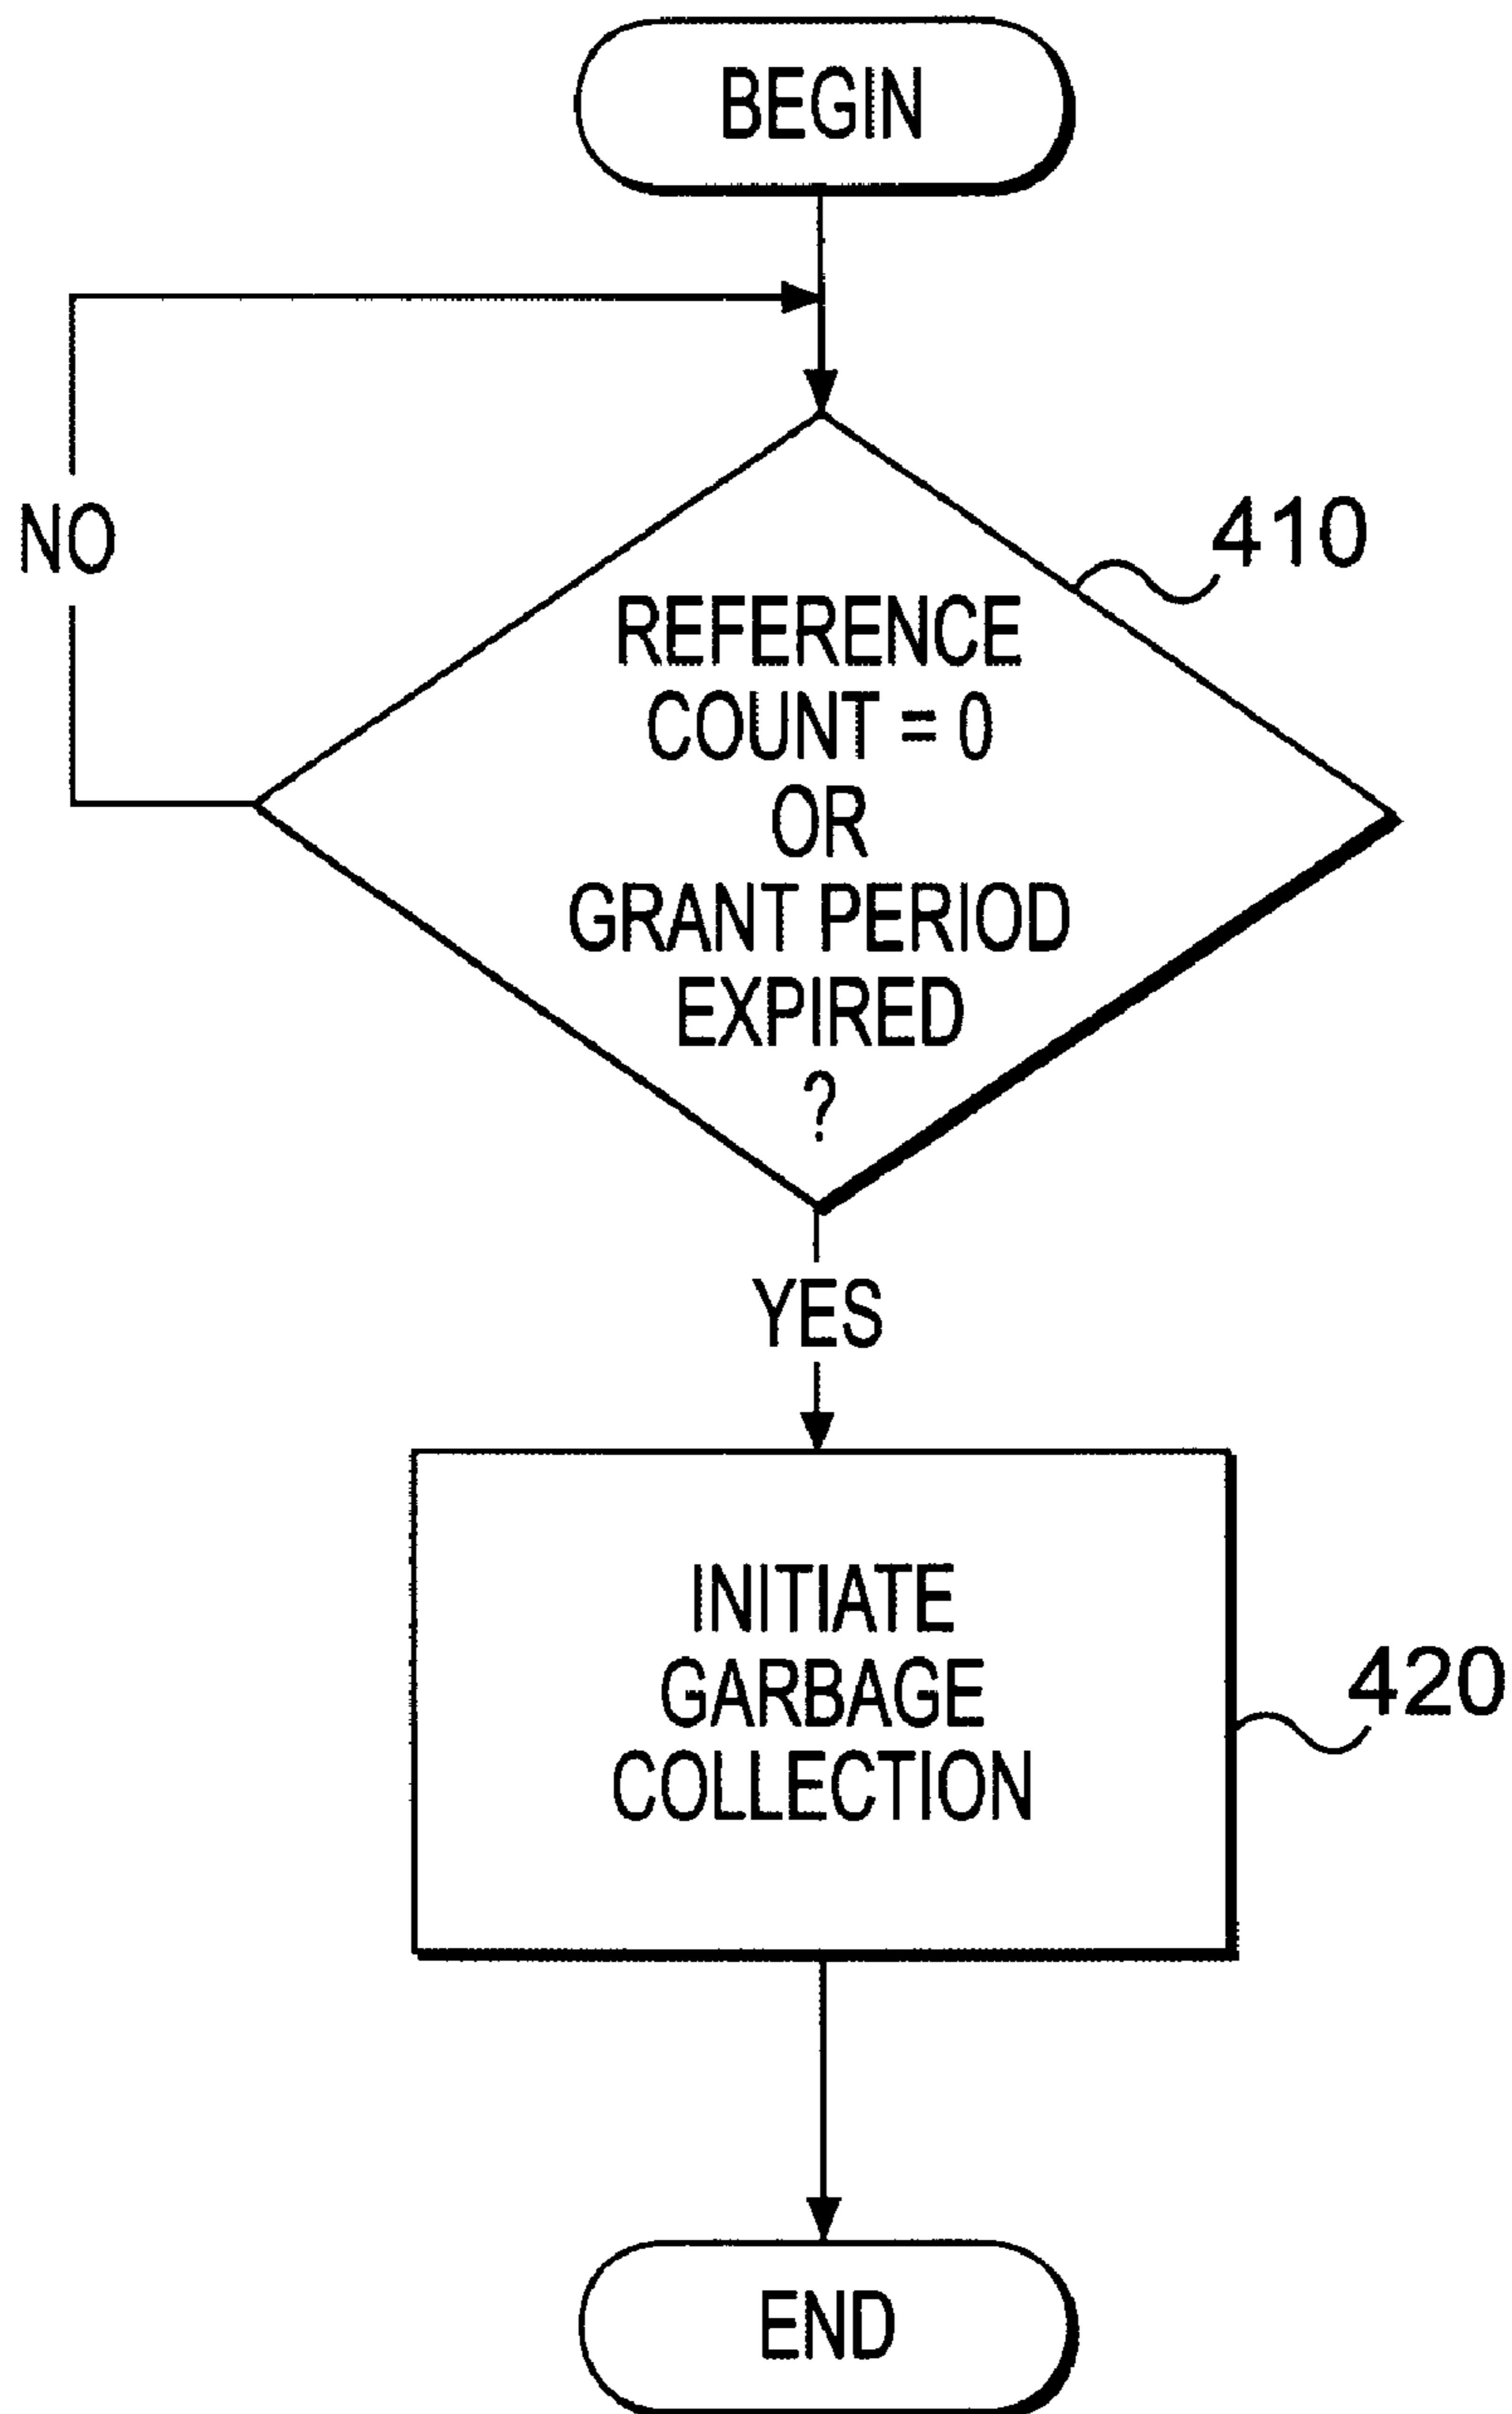 BEGIN
NO
410
REFERENCE
COUNT = 0
OR
GRANT PERIOD
EXPIRED
?
YES
INITIATE
GARBAGE
COLLECTION
420
END